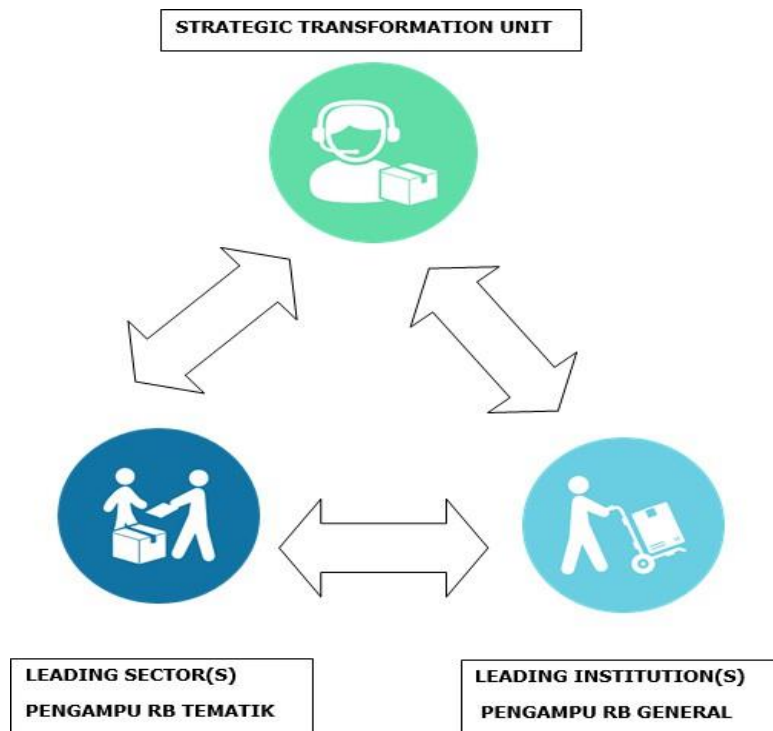 STRATEGIC TRANSFORMATION UNIT
LEADING SECTOR(S)
PENGAMPU RB TEMATIK
LEADING INSTITUTION(S)
PENGAMPU RB GENERAL